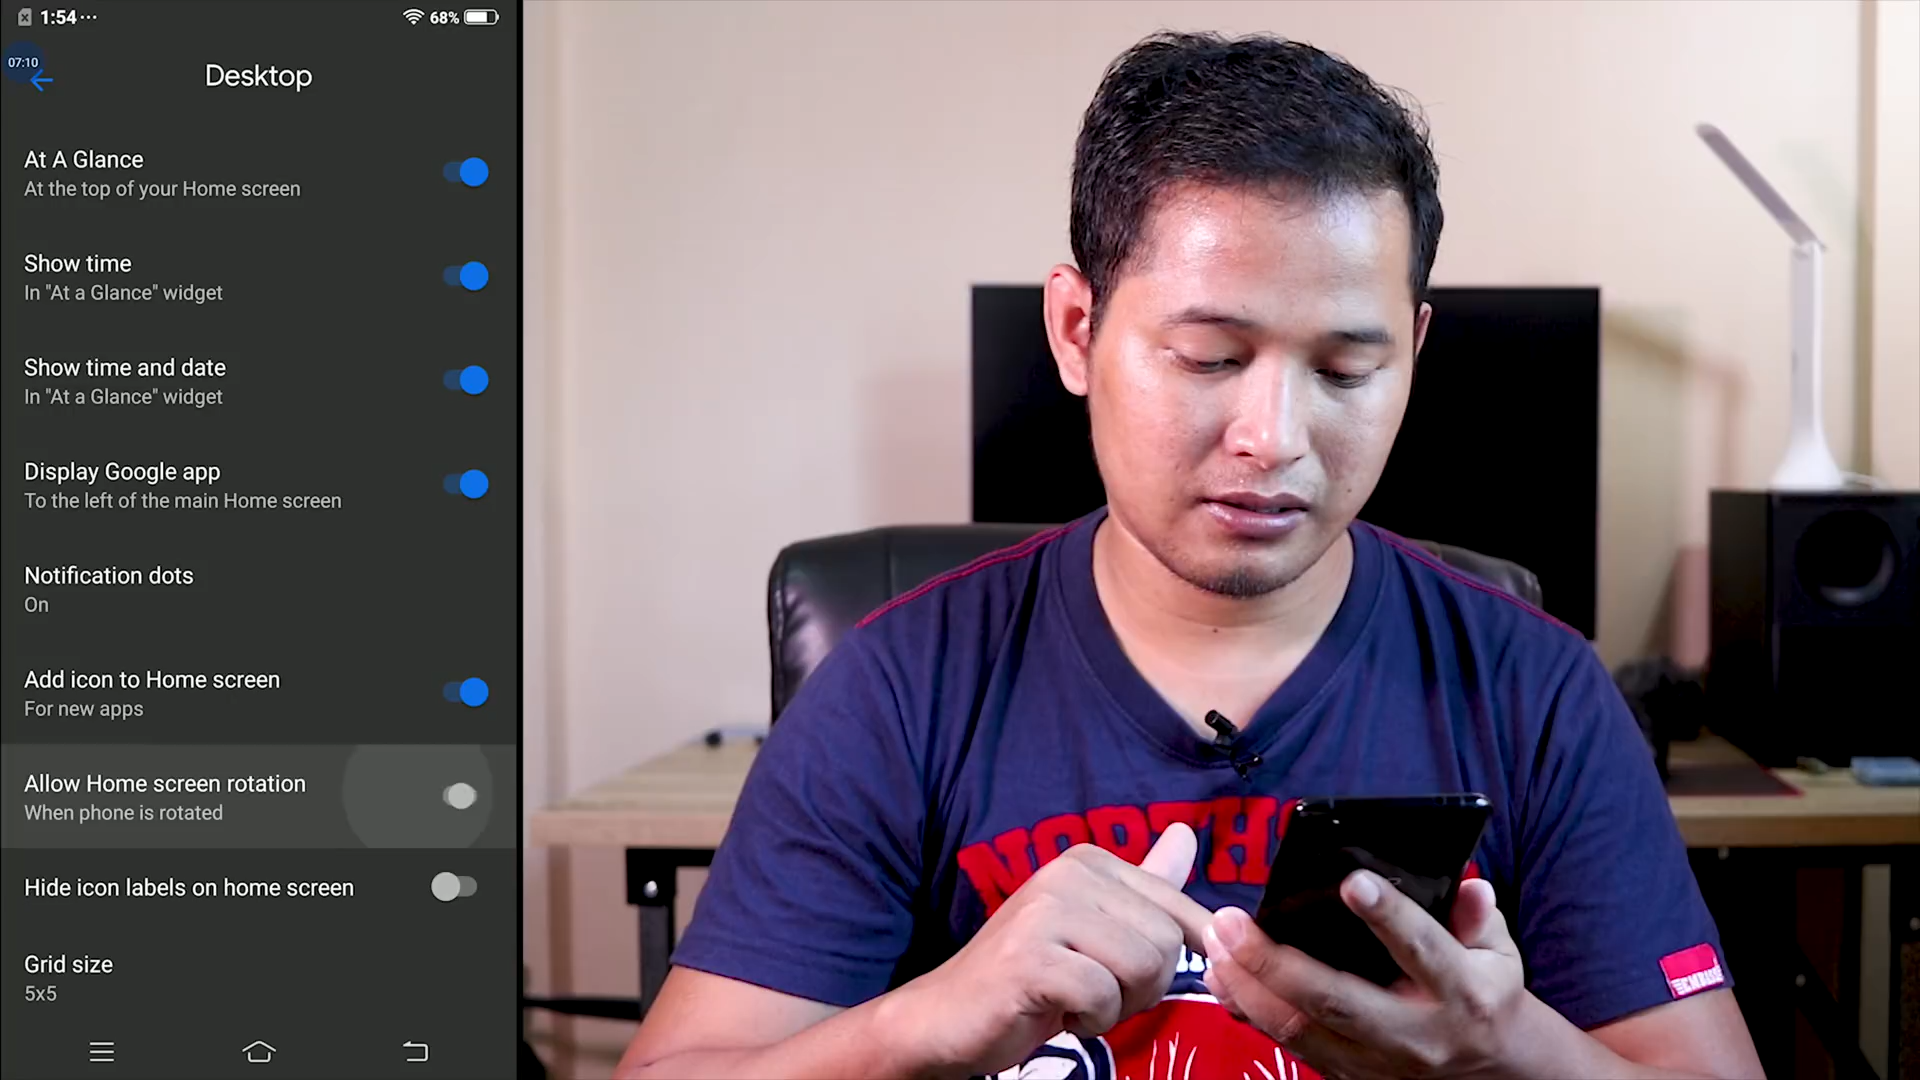 1:54...
68%
07:10
Desktop
At A Glance
At the top of your Home screen
Show time
In "At a Glance" widget
Show time and date
In "At a Glance" widget
Display Google app
To the left of the main Home screen
Notification dots
On
Add icon to Home screen
For new apps
Allow Home screen rotation
When phone is rotated
Hide icon labels on home screen
Grid size
5x5